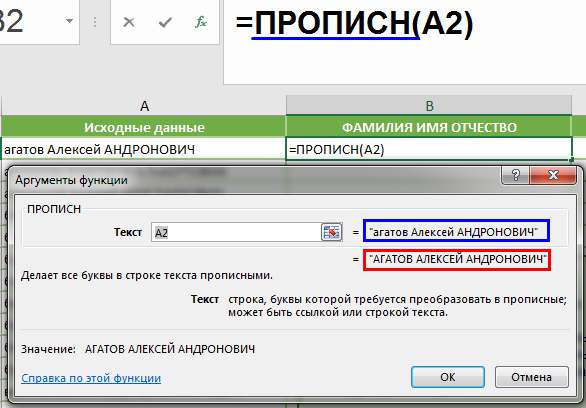 B2
fx
=ПРОПИСН(A2)
A
B
Исходные данные
ФАМИЛИЯ ИМЯ ОТЧЕСТВО
агатов Алексей АНДРОНОВИЧ
=ПРОПИСН(A2)
Аргументы функции
?
ПРОПИСН
Текст A2 = "агатов Алексей АНДРОНОВИЧ"
= "АГАТОВ АЛЕКСЕЙ АНДРОНОВИЧ"
Делает все буквы в строке текста прописными.
Текст строка, буквы которой требуется преобразовать в прописные;
может быть ссылкой или строкой текста.
Значение: АГАТОВ АЛЕКСЕЙ АНДРОНОВИЧ
Справка по этой функции
ОК
Отмена